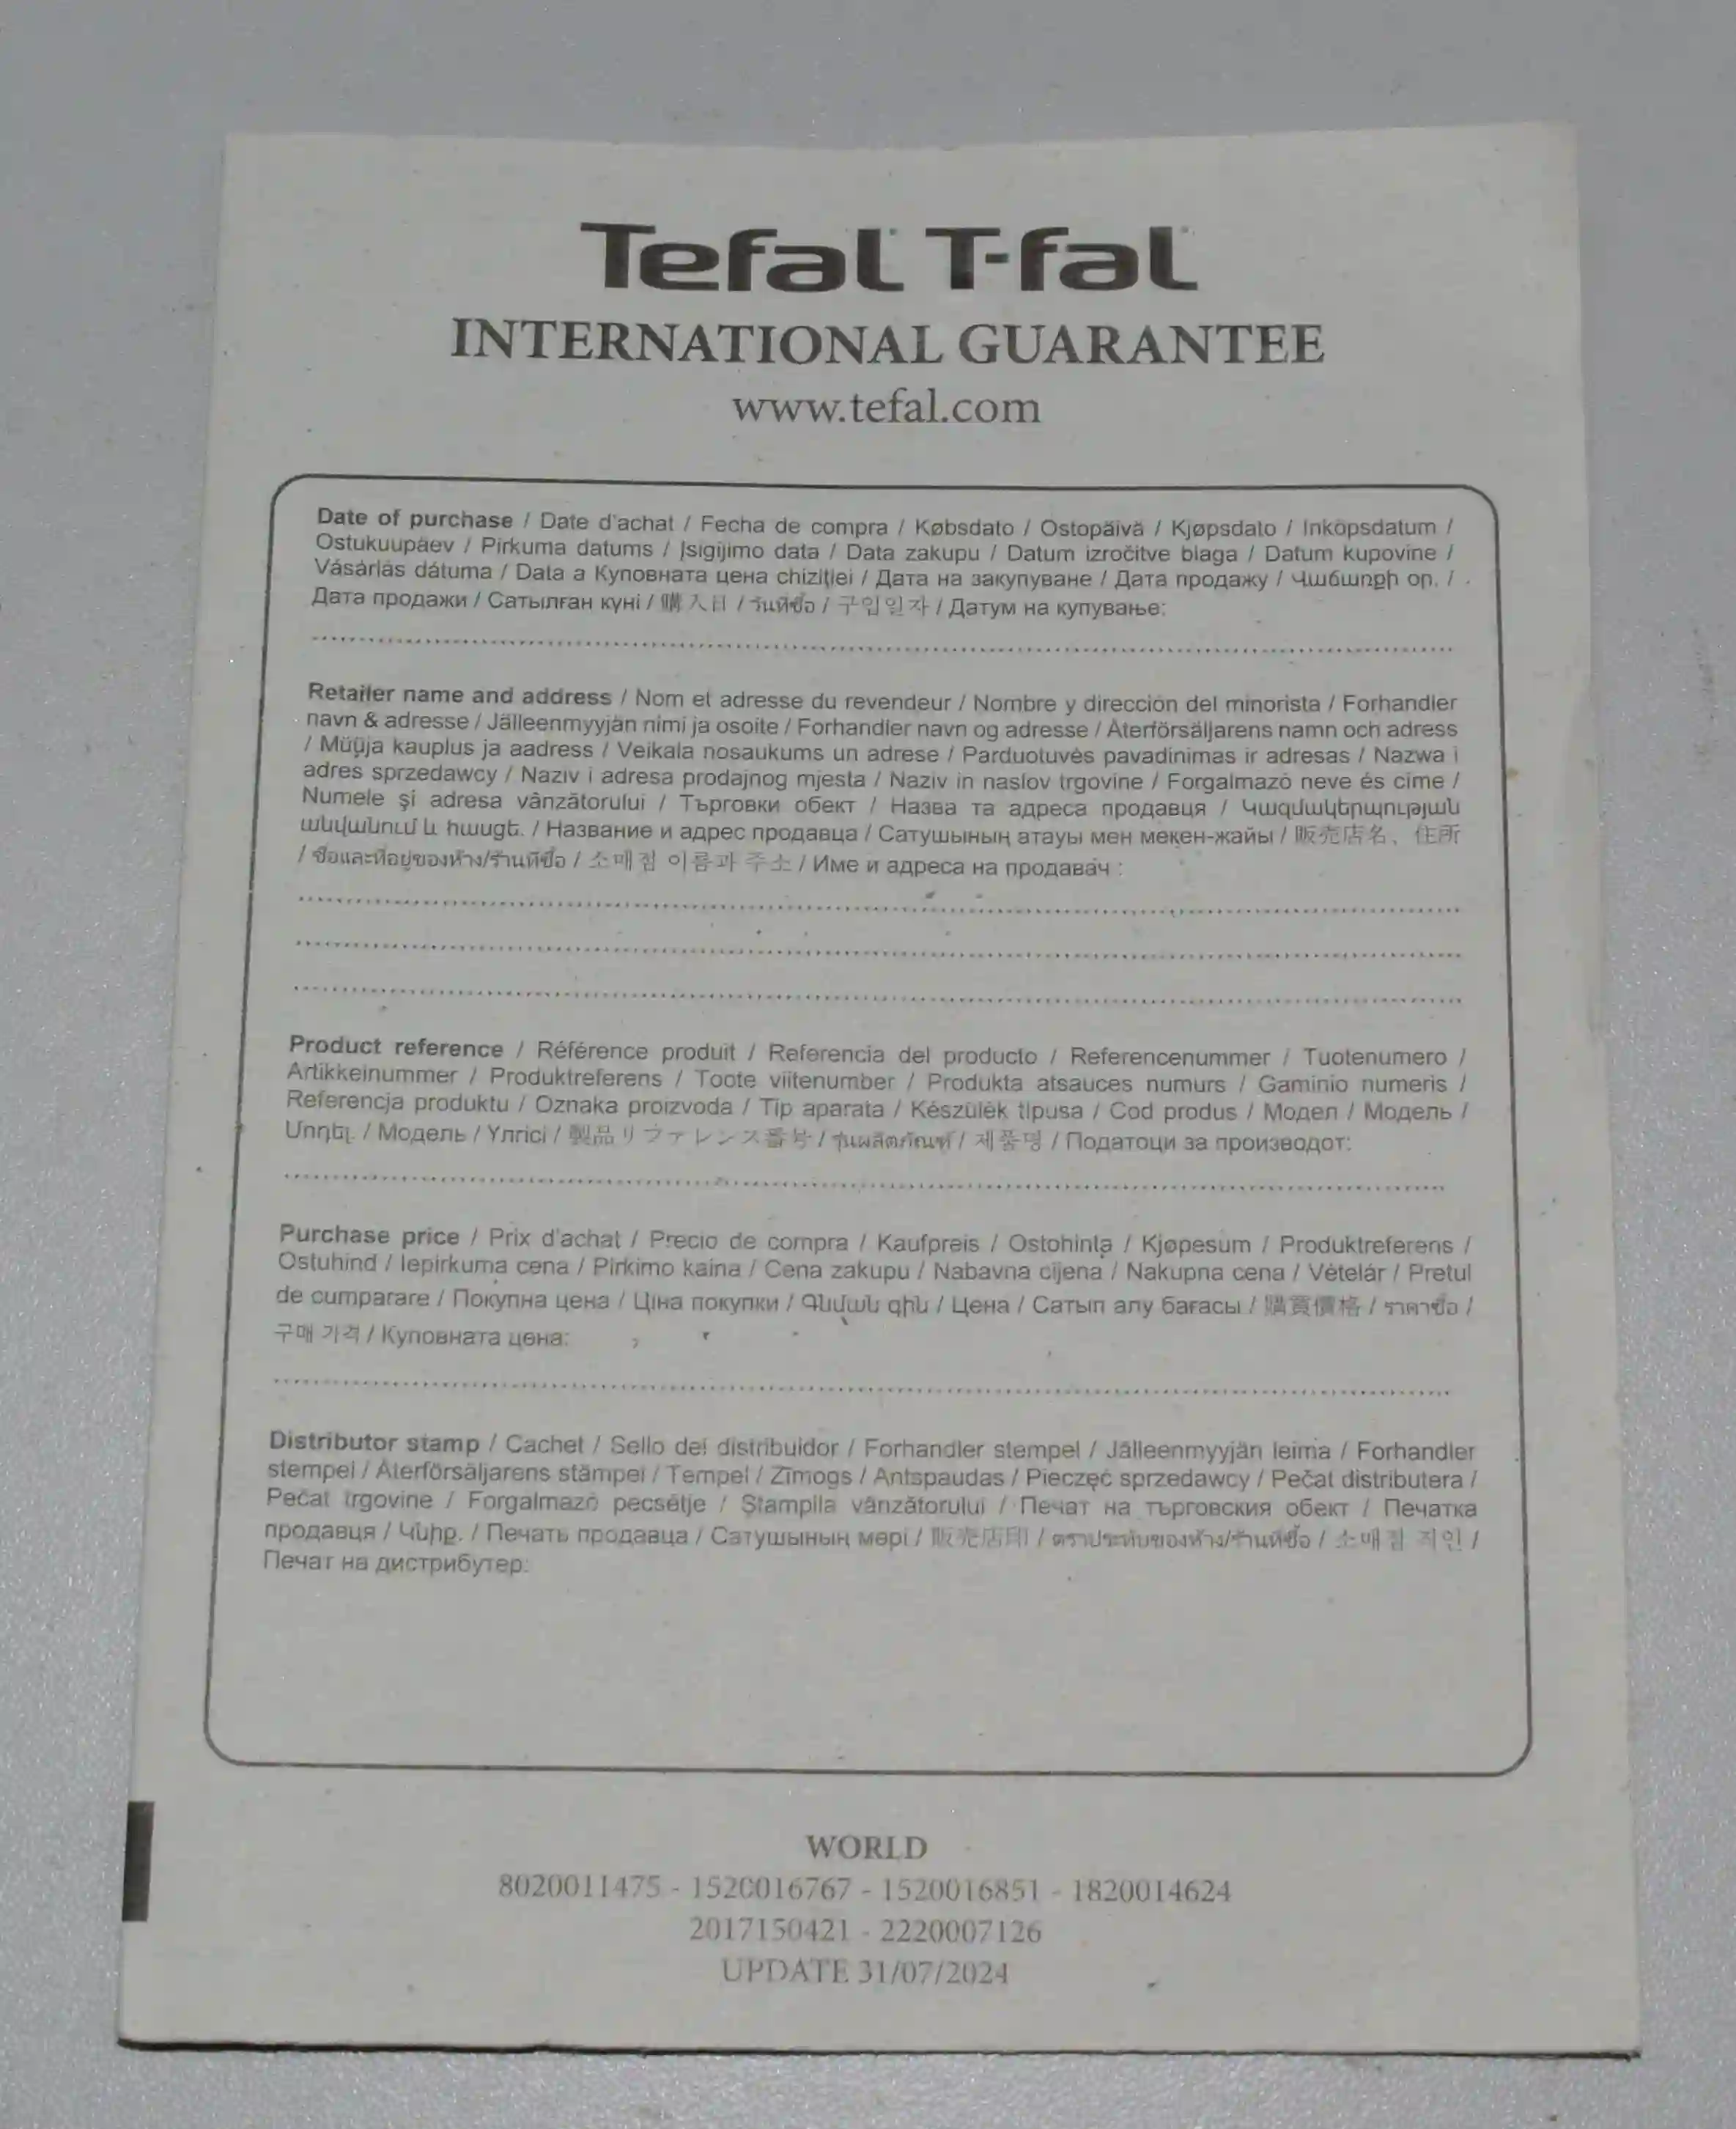 Tefal T-fal
INTERNATIONAL GUARANTEE
www.tefal.com
Date of purchase / Date d'achat / Fecha de compra / Købsdato / Ostopäivä / Kjøpsdato / Inköpsdatum /
Ostukuupäev / Pirkuma datums / Įsigijimo data / Data zakupu / Datum izročitve blaga / Datum kupovine /
Vásárlás dátuma / Data a Куповната цена chiziţiei / Дата на закупуване / Дата продажу / Վաճառքի օր. /
Дата продажи / Сатылған күні / 購入日 / วันที่ซื้อ / 구입일자 / Датум на купување:
Retailer name and address / Nom et adresse du revendeur / Nombre y dirección del minorista / Forhandler
navn & adresse / Jälleenmyyjän nimi ja osoite / Forhandler navn og adresse / Återförsäljarens namn och adress
/ Müüja kauplus ja aadress / Veikala nosaukums un adrese / Parduotuvės pavadinimas ir adresas / Nazwa i
adres sprzedawcy / Naziv i adresa prodajnog mjesta / Naziv in naslov trgovine / Forgalmazó neve és címe /
Numele şi adresa vânzătorului / Търговки обект / Назва та адреса продавця / Կազմակերպության
անվանում և հասցե. / Название и адрес продавца / Сатушының атауы мен мекен-жайы / 販売店名、住所
/ ชื่อและที่อยู่ของห้าง/ร้านที่ซื้อ / 소매점 이름과 주소 / Име и адреса на продавач :
Product reference / Référence produit / Referencia del producto / Referencenummer / Tuotenumero /
Artikkelnummer / Produktreferens / Toote viitenumber / Produkta atsauces numurs / Gaminio numeris /
Referencja produktu / Oznaka proizvoda / Tip aparata / Készülék típusa / Cod produs / Модел / Модель /
Մոդել / Модель / Үлгісі / 製品リファレンス番号 / รุ่นผลิตภัณฑ์ / 제품명 / Податоци за производот:
Purchase price / Prix d'achat / Precio de compra / Kaufpreis / Ostohinta / Kjøpesum / Produktreferens /
Ostuhind / Iepirkuma cena / Pirkimo kaina / Cena zakupu / Nabavna cijena / Nakupna cena / Vételár / Pretul
de cumparare / Покупна цена / Ціна покупки / Գնման գին / Цена / Сатып алу бағасы / 購買價格 / ราคาซื้อ /
구매 가격 / Куповната цена:
Distributor stamp / Cachet / Sello del distribuidor / Forhandler stempel / Jälleenmyyjän leima / Forhandler
stempel / Återförsäljarens stämpel / Tempel / Zīmogs / Antspaudas / Pieczęć sprzedawcy / Pečat distributera /
Pečat trgovine / Forgalmazó pecsétje / Ştampila vânzătorului / Печат на търговския обект / Печатка
продавця / Կնիք. / Печать продавца / Сатушының мөрі / 販売店印 / ตราประทับของห้าง/ร้านที่ซื้อ / 소매점 직인 /
Печат на дистрибутер:
WORLD
8020011475 - 1520016767 - 1520016851 - 1820014624
2017150421 - 2220007126
UPDATE 31/07/2024